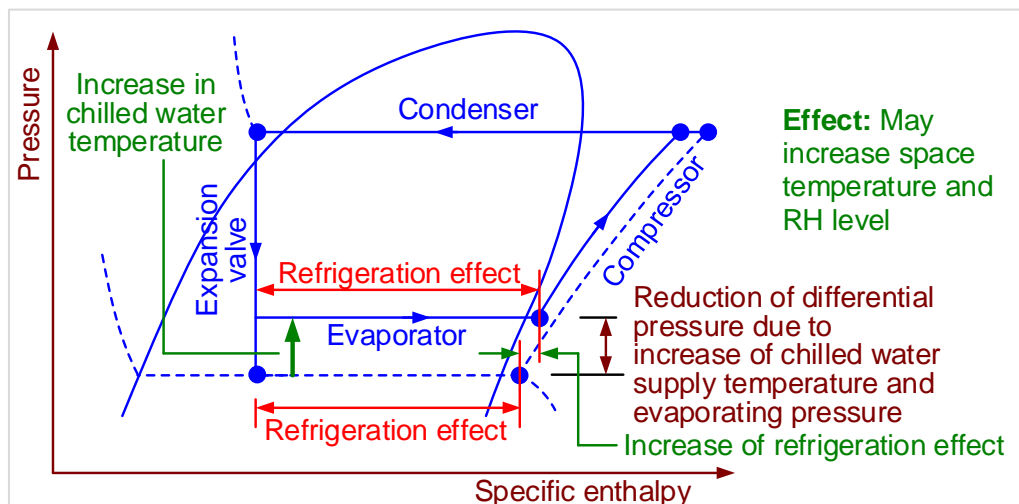 Pressure
Increase in
chilled water
temperature
Condenser
Effect: May
increase space
temperature and
RH level
Expansion
valve
Compressor
Refrigeration effect
Evaporator
Reduction of differential
pressure due to
increase of chilled water
supply temperature and
evaporating pressure
Refrigeration effect
Increase of refrigeration effect
Specific enthalpy